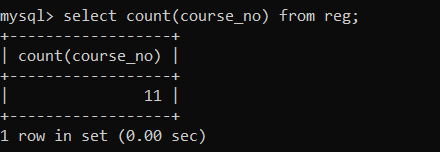 mysql> select count(course_no) from reg;
+------------------+
| count(course_no) |
+------------------+
|               11 |
+------------------+
1 row in set (0.00 sec)